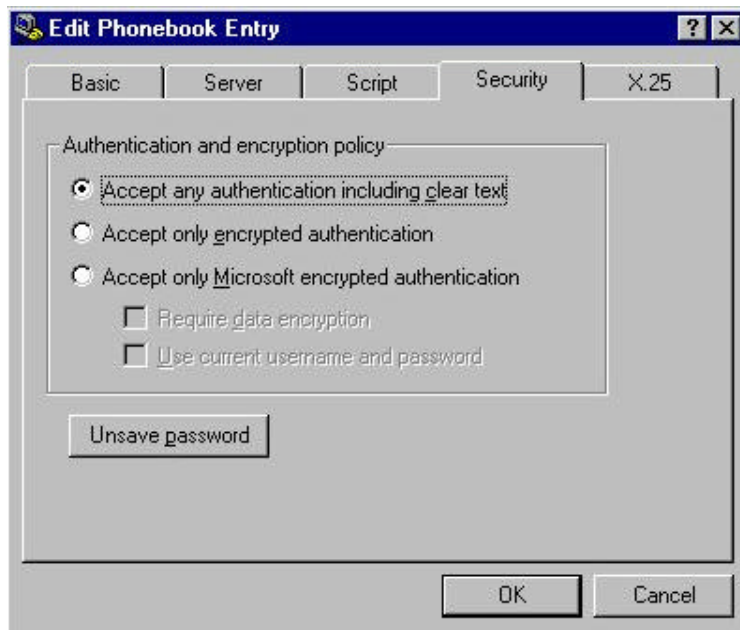 Edit Phonebook Entry
Basic Server Script Security X.25
Authentication and encryption policy
Accept any authentication including clear text
Accept only encrypted authentication
Accept only Microsoft encrypted authentication
Require data encryption
Use current username and password
Unsave password
OK Cancel